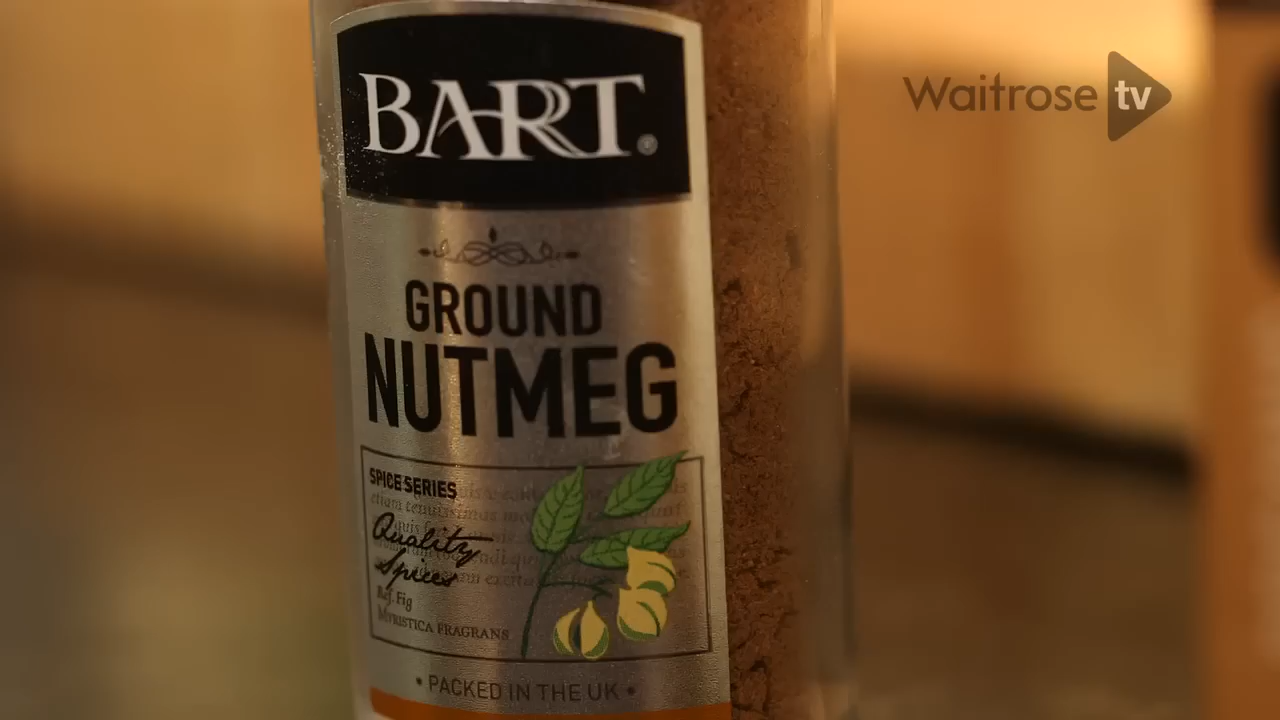 BART®
Waitrose tv
GROUND
NUTMEG
SPICE SERIES
Quality
Spices
Ref. Fig
MYRISTICA FRAGRANS
• PACKED IN THE UK •